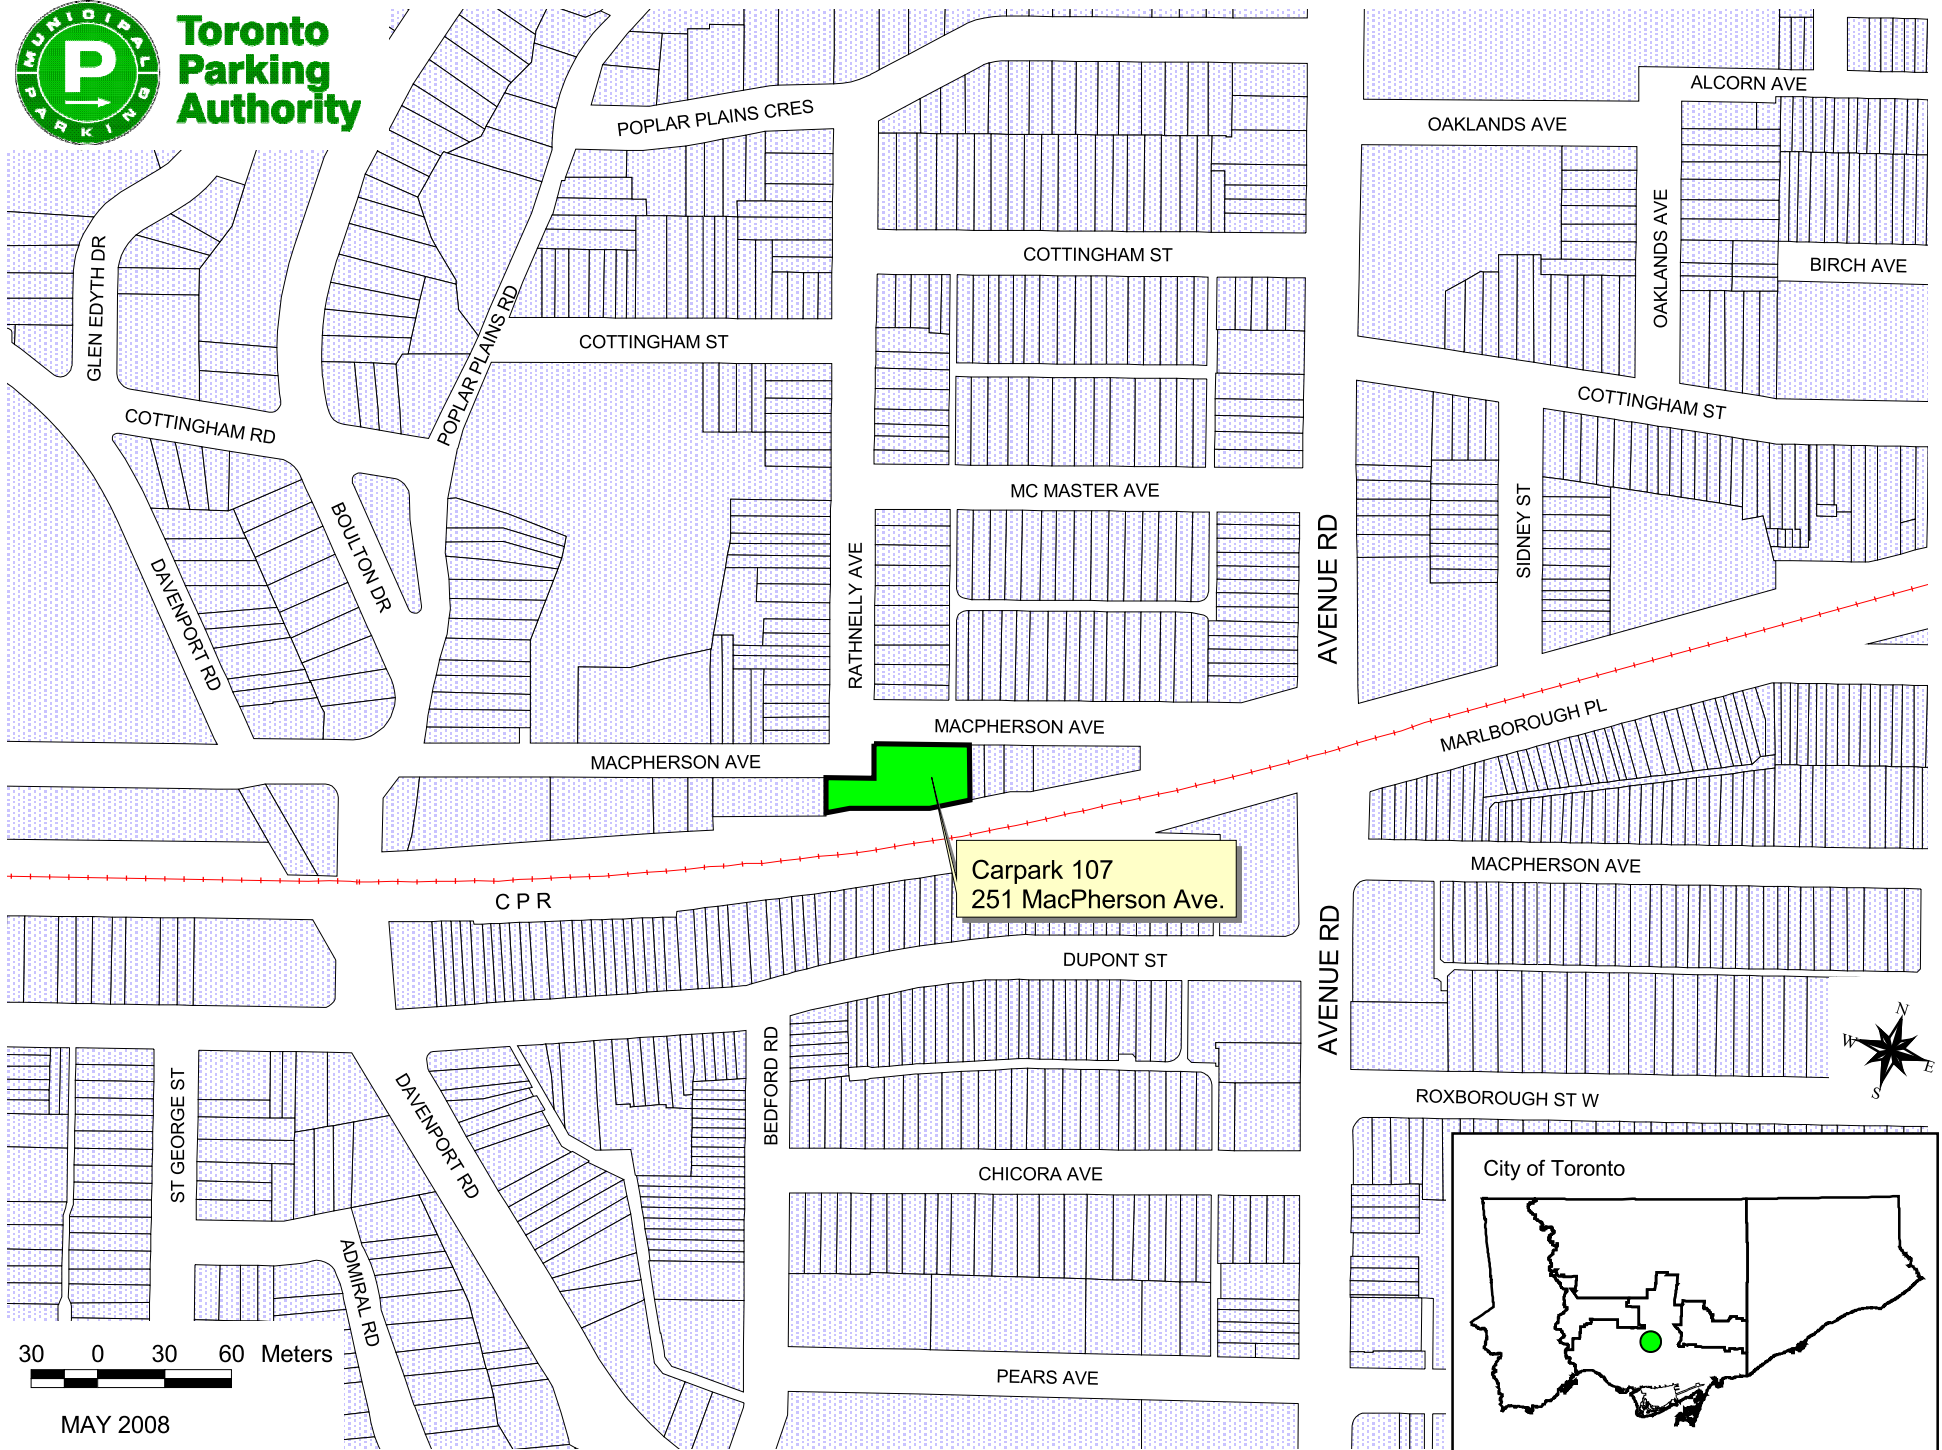 MUNICIPAL
PARKING
P
Toronto
Parking
Authority
POPLAR PLAINS CRES
ALCORN AVE
OAKLANDS AVE
OAKLANDS AVE
GLEN EDYTH DR
COTTINGHAM ST
BIRCH AVE
POPLAR PLAINS RD
COTTINGHAM ST
COTTINGHAM RD
COTTINGHAM ST
MC MASTER AVE
BOULTON DR
SIDNEY ST
AVENUE RD
RATHNELLY AVE
DAVENPORT RD
MACPHERSON AVE
MARLBOROUGH PL
MACPHERSON AVE
Carpark 107
251 MacPherson Ave.
MACPHERSON AVE
C P R
AVENUE RD
DUPONT ST
N
W
E
S
BEDFORD RD
ST GEORGE ST
DAVENPORT RD
ROXBOROUGH ST W
CHICORA AVE
City of Toronto
ADMIRAL RD
30 0 30 60 Meters
PEARS AVE
MAY 2008